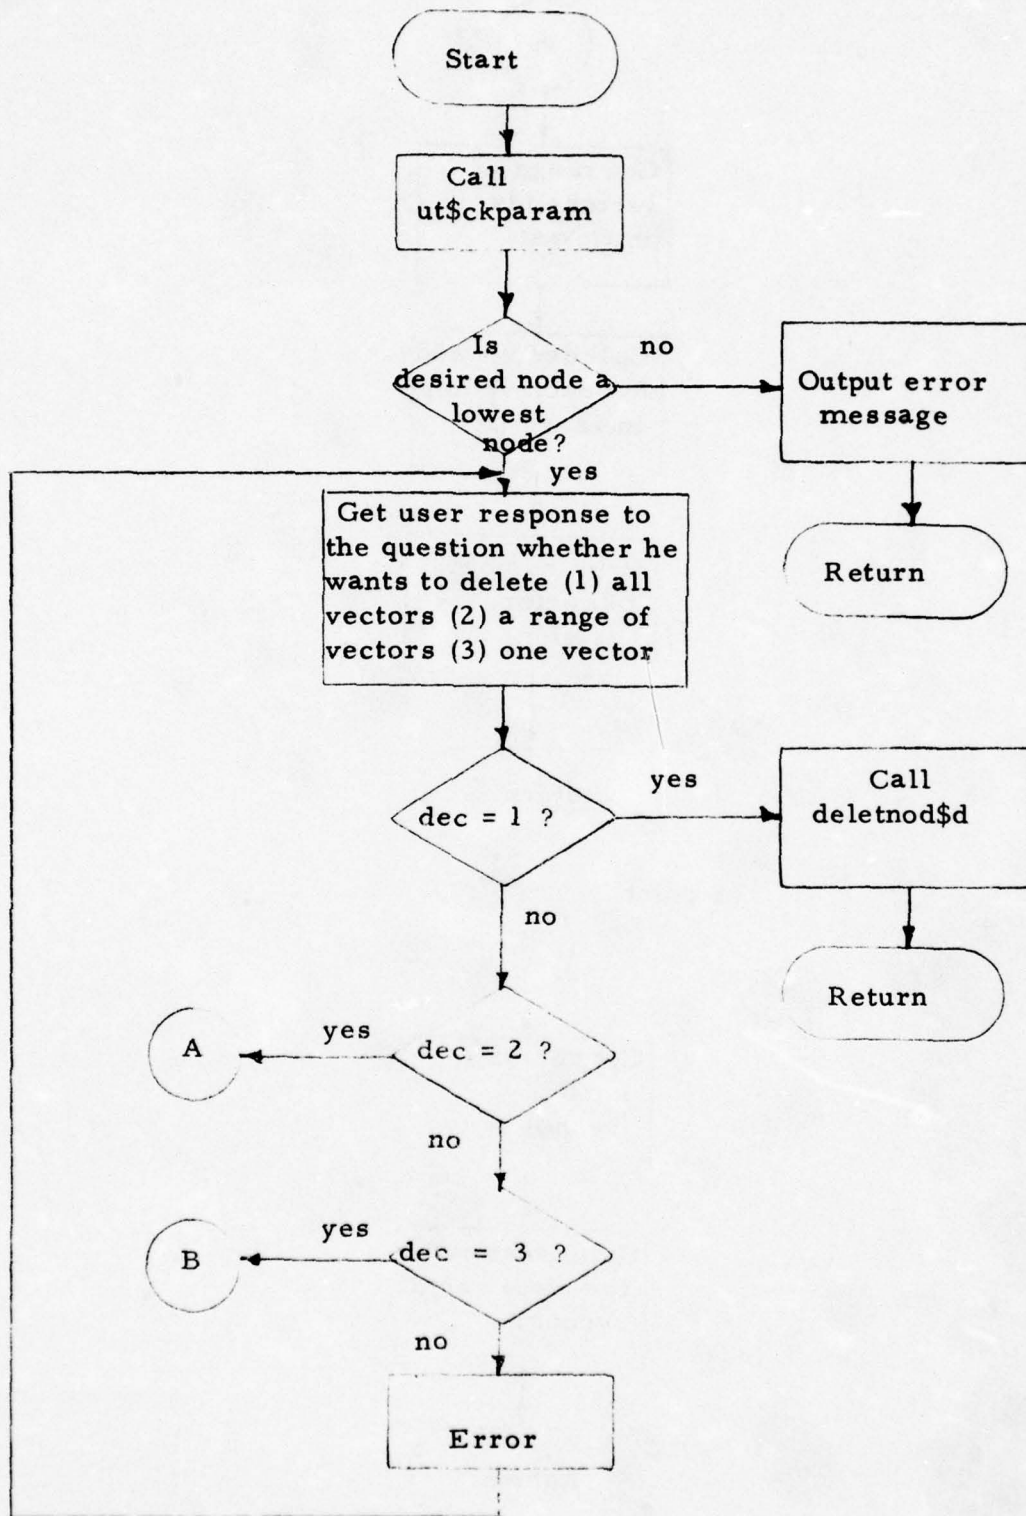 Start
Call
ut$ckparam
Is
desired node a
lowest
node?
no
Output error
message
Return
yes
Get user response to
the question whether he
wants to delete (1) all
vectors (2) a range of
vectors (3) one vector
dec = 1 ?
yes
Call
deletnod$d
Return
no
dec = 2 ?
yes
A
no
dec = 3 ?
yes
B
no
Error